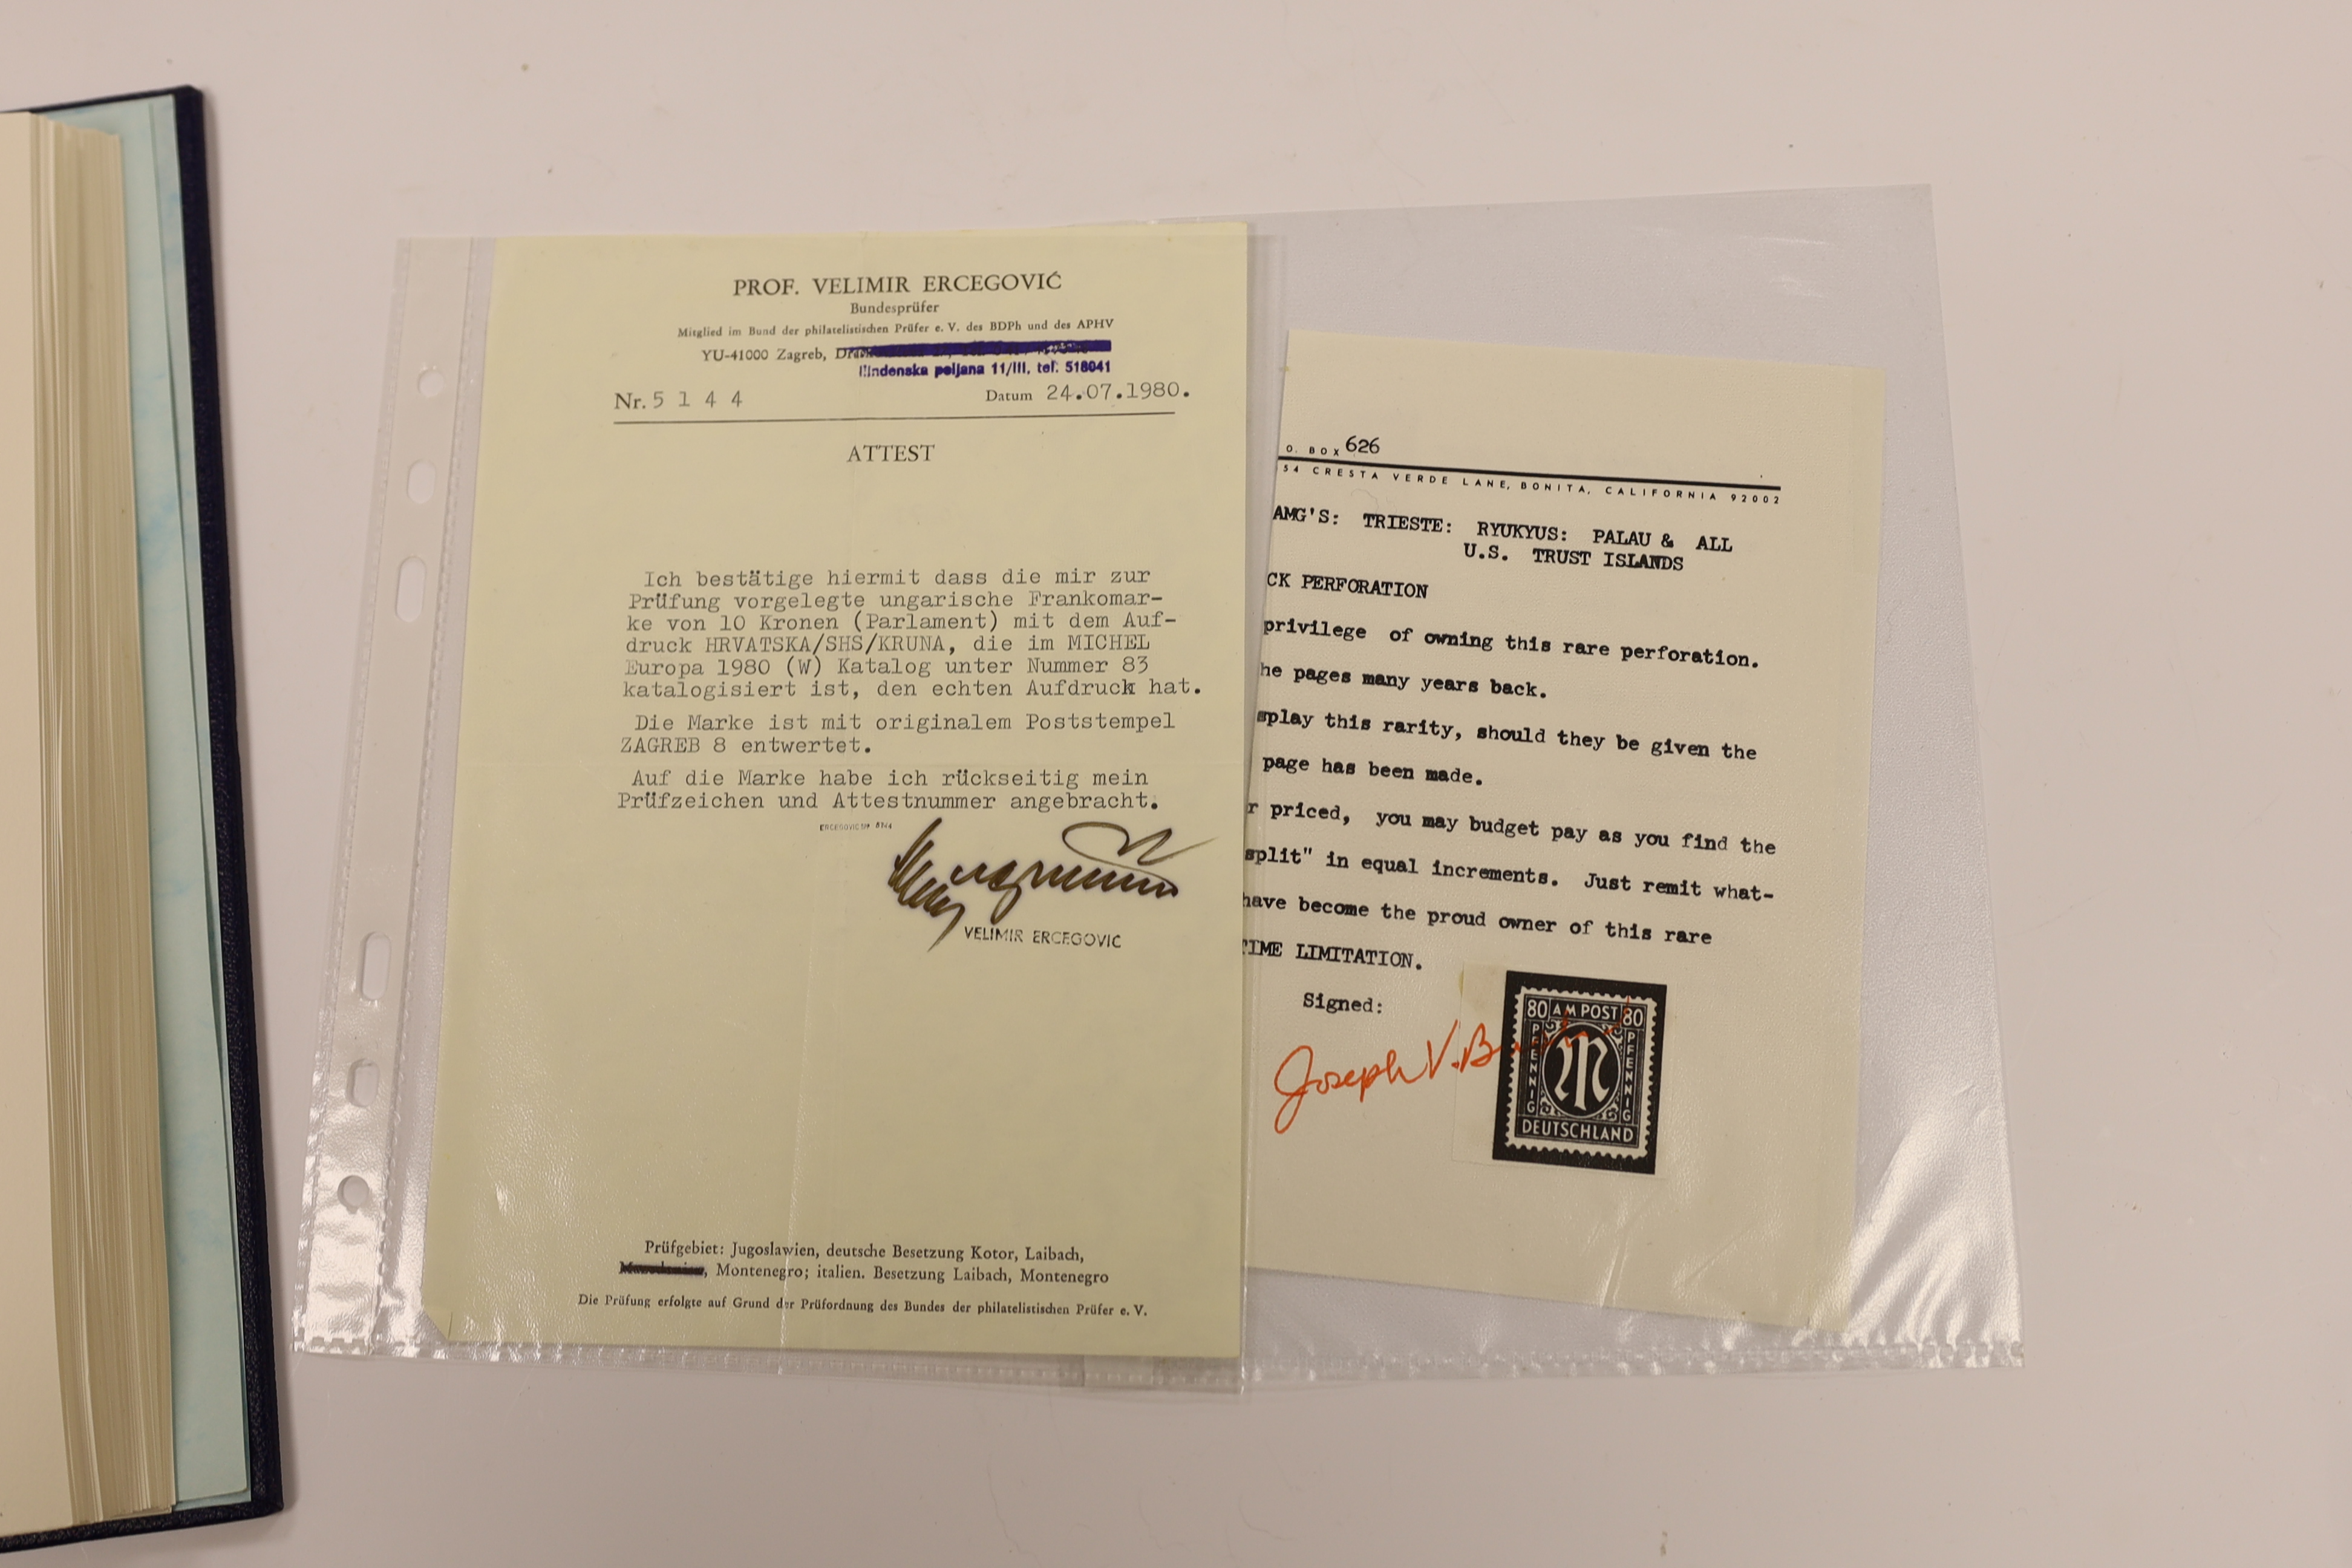 PROF. VELIMIR ERCEGOVIĆ
Bundesprüfer
Mitglied im Bund der philatelistischen Prüfer e. V. des BDPh und des APHV
YU-41000 Zagreb,
poljana 11/III. tel. 518041
Nr. 5 1 4 4 Datum 24.07.1980.
ATTEST
Ich bestätige hiermit dass die mir zur
Prüfung vorgelegte ungarische Frankomar-
ke von 10 Kronen (Parlament) mit dem Auf-
druck HRVATSKA/SHS/KRUNA, die im MICHEL
Europa 1980 (W) Katalog unter Nummer 83
katalogisiert ist, den echten Aufdruck hat.
Die Marke ist mit originalem Poststempel
ZAGREB 8 entwertet.
Auf die Marke habe ich rückseitig mein
Prüfzeichen und Attestnummer angebracht.
VELIMIR ERCEGOVIC
Prüfgebiet: Jugoslawien, deutsche Besetzung Kotor, Laibach,
, Montenegro; italien. Besetzung Laibach, Montenegro
Die Prüfung erfolgte auf Grund der Prüfordnung des Bundes der philatelistischen Prüfer e. V.
O. BOX 626
54 CRESTA VERDE LANE, BONITA, CALIFORNIA 92002
AMG'S: TRIESTE: RYUKYUS: PALAU & ALL
U.S. TRUST ISLANDS
CK PERFORATION
privilege of owning this rare perforation.
he pages many years back.
splay this rarity, should they be given the
page has been made.
r priced, you may budget pay as you find the
split" in equal increments. Just remit what-
have become the proud owner of this rare
TIME LIMITATION.
Signed:
Joseph V.
80 AM POST 80
PFENNIG
M
PFENNIG
DEUTSCHLAND